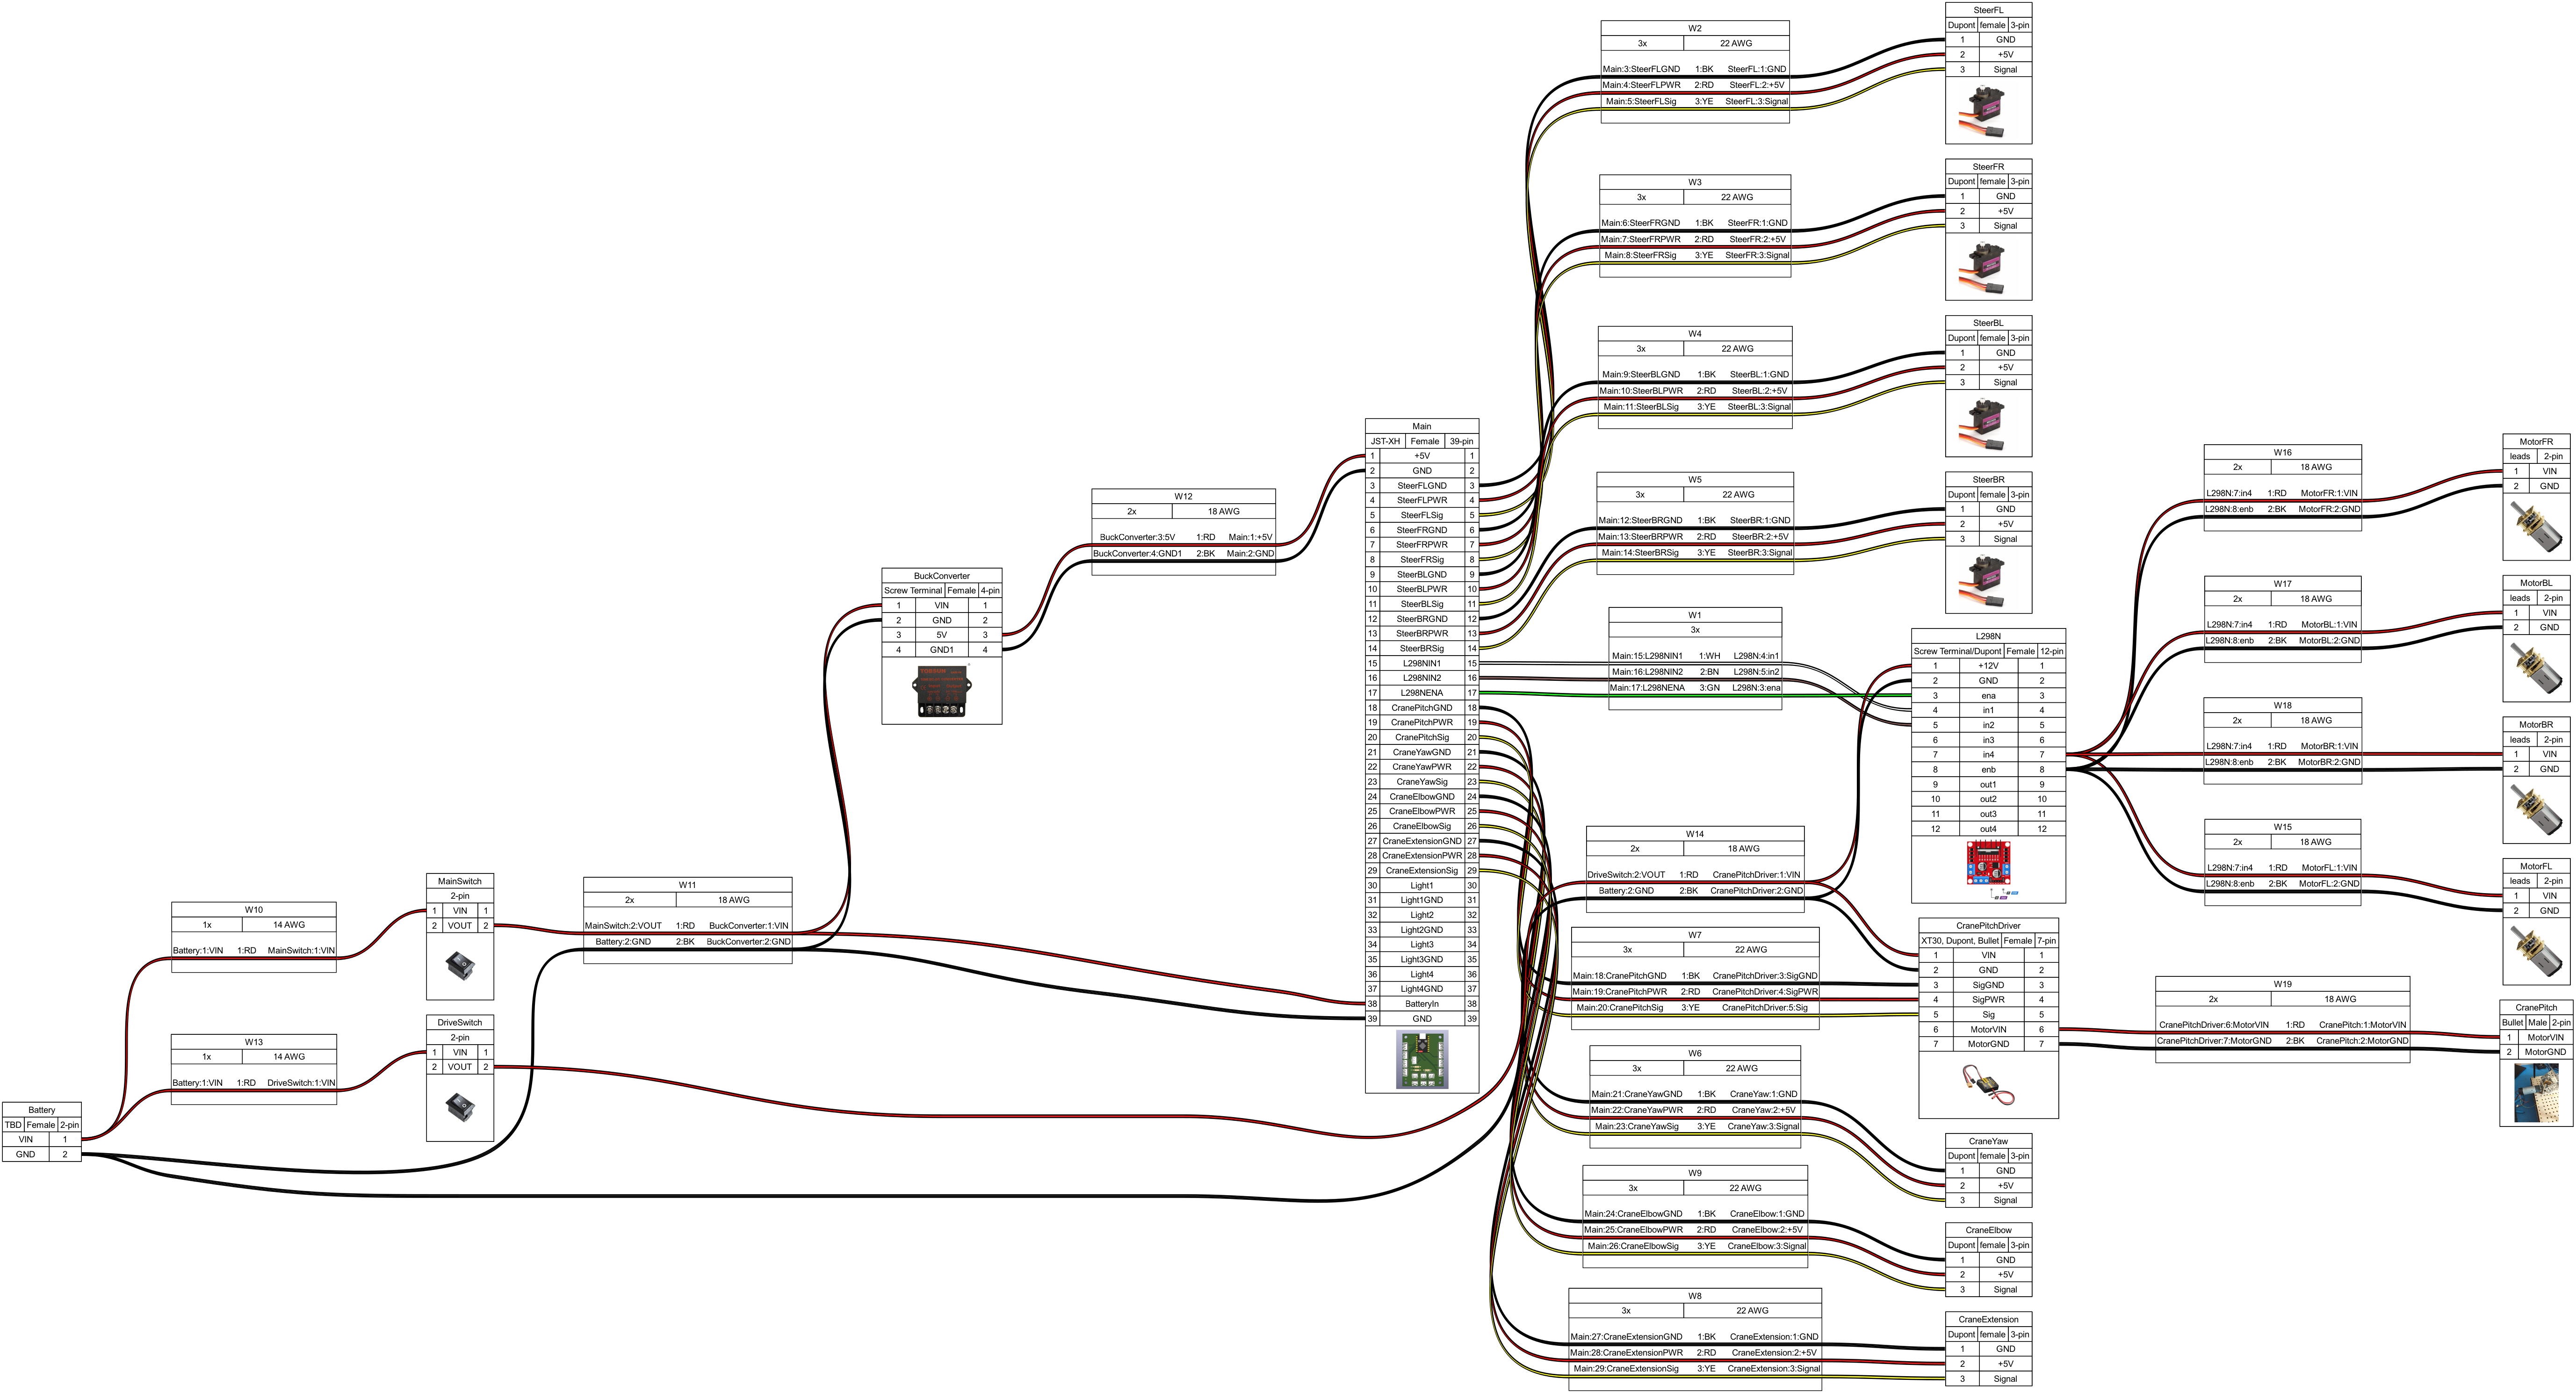 Battery
TBD Female 2-pin
VIN 1
GND 2
W10
1x 14 AWG
Battery:1:VIN 1:RD MainSwitch:1:VIN
W13
1x 14 AWG
Battery:1:VIN 1:RD DriveSwitch:1:VIN
MainSwitch
2-pin
1 VIN 1
2 VOUT 2
DriveSwitch
2-pin
1 VIN 1
2 VOUT 2
W11
2x 18 AWG
MainSwitch:2:VOUT 1:RD BuckConverter:1:VIN
Battery:2:GND 2:BK BuckConverter:2:GND
BuckConverter
Screw Terminal Female 4-pin
1 VIN 1
2 GND 2
3 5V 3
4 GND1 4
W12
2x 18 AWG
BuckConverter:3:5V 1:RD Main:1:+5V
BuckConverter:4:GND1 2:BK Main:2:GND
Main
JST-XH Female 39-pin
1 +5V 1
2 GND 2
3 SteerFLGND 3
4 SteerFLPWR 4
5 SteerFLSig 5
6 SteerFRGND 6
7 SteerFRPWR 7
8 SteerFRSig 8
9 SteerBLGND 9
10 SteerBLPWR 10
11 SteerBLSig 11
12 SteerBRGND 12
13 SteerBRPWR 13
14 SteerBRSig 14
15 L298NIN1 15
16 L298NIN2 16
17 L298NENA 17
18 CranePitchGND 18
19 CranePitchPWR 19
20 CranePitchSig 20
21 CraneYawGND 21
22 CraneYawPWR 22
23 CraneYawSig 23
24 CraneElbowGND 24
25 CraneElbowPWR 25
26 CraneElbowSig 26
27 CraneExtensionGND 27
28 CraneExtensionPWR 28
29 CraneExtensionSig 29
30 Light1 30
31 Light1GND 31
32 Light2 32
33 Light2GND 33
34 Light3 34
35 Light3GND 35
36 Light4 36
37 Light4GND 37
38 BatteryIn 38
39 GND 39
W2
3x 22 AWG
Main:3:SteerFLGND 1:BK SteerFL:1:GND
Main:4:SteerFLPWR 2:RD SteerFL:2:+5V
Main:5:SteerFLSig 3:YE SteerFL:3:Signal
W3
3x 22 AWG
Main:6:SteerFRGND 1:BK SteerFR:1:GND
Main:7:SteerFRPWR 2:RD SteerFR:2:+5V
Main:8:SteerFRSig 3:YE SteerFR:3:Signal
W4
3x 22 AWG
Main:9:SteerBLGND 1:BK SteerBL:1:GND
Main:10:SteerBLPWR 2:RD SteerBL:2:+5V
Main:11:SteerBLSig 3:YE SteerBL:3:Signal
W5
3x 22 AWG
Main:12:SteerBRGND 1:BK SteerBR:1:GND
Main:13:SteerBRPWR 2:RD SteerBR:2:+5V
Main:14:SteerBRSig 3:YE SteerBR:3:Signal
W1
3x
Main:15:L298NIN1 1:WH L298N:4:in1
Main:16:L298NIN2 2:BN L298N:5:in2
Main:17:L298NENA 3:GN L298N:3:ena
W14
2x 18 AWG
DriveSwitch:2:VOUT 1:RD CranePitchDriver:1:VIN
Battery:2:GND 2:BK CranePitchDriver:2:GND
W7
3x 22 AWG
Main:18:CranePitchGND 1:BK CranePitchDriver:3:SigGND
Main:19:CranePitchPWR 2:RD CranePitchDriver:4:SigPWR
Main:20:CranePitchSig 3:YE CranePitchDriver:5:Sig
W6
3x 22 AWG
Main:21:CraneYawGND 1:BK CraneYaw:1:GND
Main:22:CraneYawPWR 2:RD CraneYaw:2:+5V
Main:23:CraneYawSig 3:YE CraneYaw:3:Signal
W9
3x 22 AWG
Main:24:CraneElbowGND 1:BK CraneElbow:1:GND
Main:25:CraneElbowPWR 2:RD CraneElbow:2:+5V
Main:26:CraneElbowSig 3:YE CraneElbow:3:Signal
W8
3x 22 AWG
Main:27:CraneExtensionGND 1:BK CraneExtension:1:GND
Main:28:CraneExtensionPWR 2:RD CraneExtension:2:+5V
Main:29:CraneExtensionSig 3:YE CraneExtension:3:Signal
SteerFL
Dupont female 3-pin
1 GND
2 +5V
3 Signal
SteerFR
Dupont female 3-pin
1 GND
2 +5V
3 Signal
SteerBL
Dupont female 3-pin
1 GND
2 +5V
3 Signal
SteerBR
Dupont female 3-pin
1 GND
2 +5V
3 Signal
L298N
Screw Terminal/Dupont Female 12-pin
1 +12V 1
2 GND 2
3 ena 3
4 in1 4
5 in2 5
6 in3 6
7 in4 7
8 enb 8
9 out1 9
10 out2 10
11 out3 11
12 out4 12
CranePitchDriver
XT30, Dupont, Bullet Female 7-pin
1 VIN 1
2 GND 2
3 SigGND 3
4 SigPWR 4
5 Sig 5
6 MotorVIN 6
7 MotorGND 7
CraneYaw
Dupont female 3-pin
1 GND
2 +5V
3 Signal
CraneElbow
Dupont female 3-pin
1 GND
2 +5V
3 Signal
CraneExtension
Dupont female 3-pin
1 GND
2 +5V
3 Signal
W16
2x 18 AWG
L298N:7:in4 1:RD MotorFR:1:VIN
L298N:8:enb 2:BK MotorFR:2:GND
W17
2x 18 AWG
L298N:7:in4 1:RD MotorBL:1:VIN
L298N:8:enb 2:BK MotorBL:2:GND
W18
2x 18 AWG
L298N:7:in4 1:RD MotorBR:1:VIN
L298N:8:enb 2:BK MotorBR:2:GND
W15
2x 18 AWG
L298N:7:in4 1:RD MotorFL:1:VIN
L298N:8:enb 2:BK MotorFL:2:GND
W19
2x 18 AWG
CranePitchDriver:6:MotorVIN 1:RD CranePitch:1:MotorVIN
CranePitchDriver:7:MotorGND 2:BK CranePitch:2:MotorGND
MotorFR
leads 2-pin
1 VIN
2 GND
MotorBL
leads 2-pin
1 VIN
2 GND
MotorBR
leads 2-pin
1 VIN
2 GND
MotorFL
leads 2-pin
1 VIN
2 GND
CranePitch
Bullet Male 2-pin
1 MotorVIN
2 MotorGND